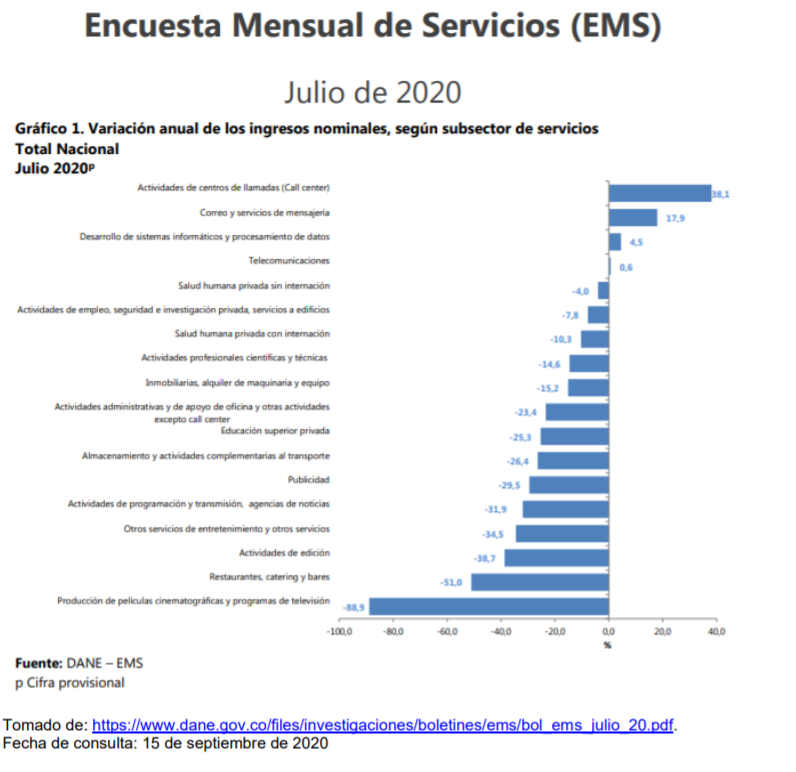 Encuesta Mensual de Servicios (EMS)
Julio de 2020
Gráfico 1. Variación anual de los ingresos nominales, según subsector de servicios
Total Nacional
Julio 2020ᵖ
Actividades de centros de llamadas (Call center) 38,1
Correo y servicios de mensajería 17,9
Desarrollo de sistemas informáticos y procesamiento de datos 4,5
Telecomunicaciones 0,6
Salud humana privada sin internación -4,0
Actividades de empleo, seguridad e investigación privada, servicios a edificios -7,8
Salud humana privada con internación -10,3
Actividades profesionales científicas y técnicas -14,6
Inmobiliarias, alquiler de maquinaria y equipo -15,2
Actividades administrativas y de apoyo de oficina y otras actividades -23,4
excepto call center
Educación superior privada -25,3
Almacenamiento y actividades complementarias al transporte -26,4
Publicidad -29,5
Actividades de programación y transmisión, agencias de noticias -31,9
Otros servicios de entretenimiento y otros servicios -34,5
Actividades de edición -38,7
Restaurantes, catering y bares -51,0
Producción de películas cinematográficas y programas de televisión -88,9
-100,0 -80,0 -60,0 -40,0 -20,0 0,0 20,0 40,0
%
Fuente: DANE – EMS
p Cifra provisional
Tomado de: https://www.dane.gov.co/files/investigaciones/boletines/ems/bol_ems_julio_20.pdf.
Fecha de consulta: 15 de septiembre de 2020